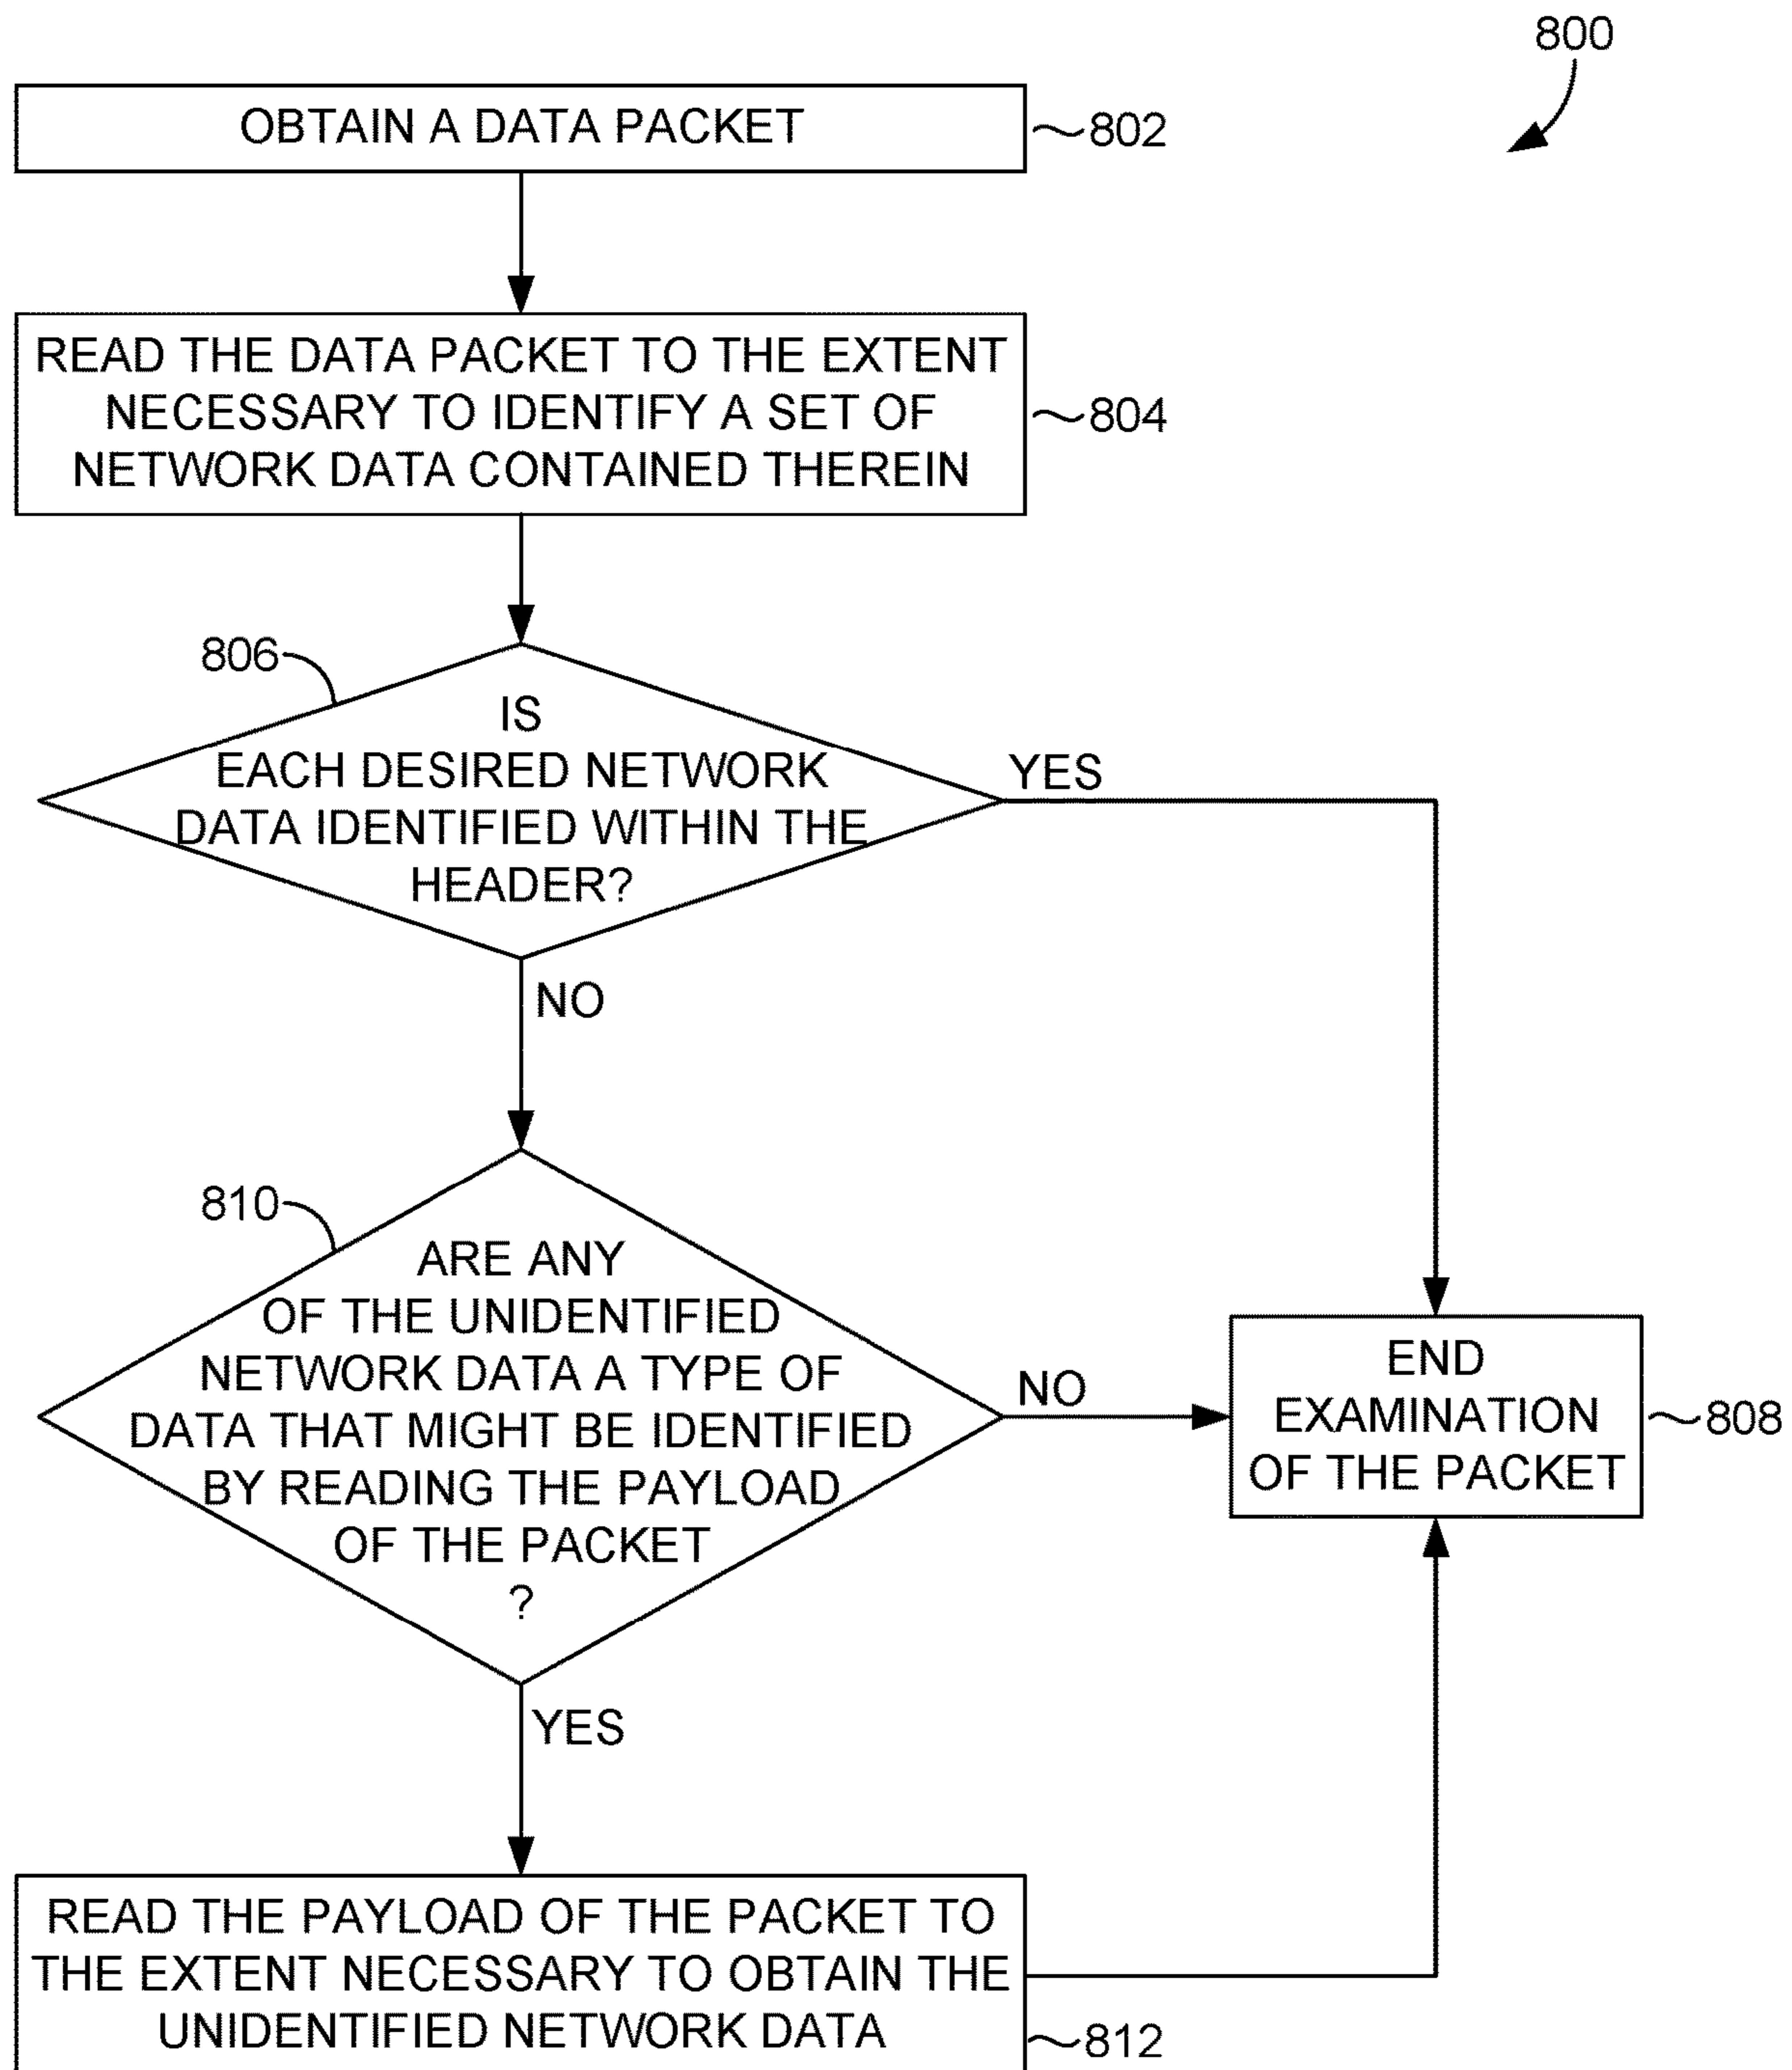 800
OBTAIN A DATA PACKET
802
READ THE DATA PACKET TO THE EXTENT
NECESSARY TO IDENTIFY A SET OF
NETWORK DATA CONTAINED THEREIN
804
806
IS
EACH DESIRED NETWORK
DATA IDENTIFIED WITHIN THE
HEADER?
YES
NO
810
ARE ANY
OF THE UNIDENTIFIED
NETWORK DATA A TYPE OF
DATA THAT MIGHT BE IDENTIFIED
BY READING THE PAYLOAD
OF THE PACKET
?
NO
END
EXAMINATION
OF THE PACKET
808
YES
READ THE PAYLOAD OF THE PACKET TO
THE EXTENT NECESSARY TO OBTAIN THE
UNIDENTIFIED NETWORK DATA
812